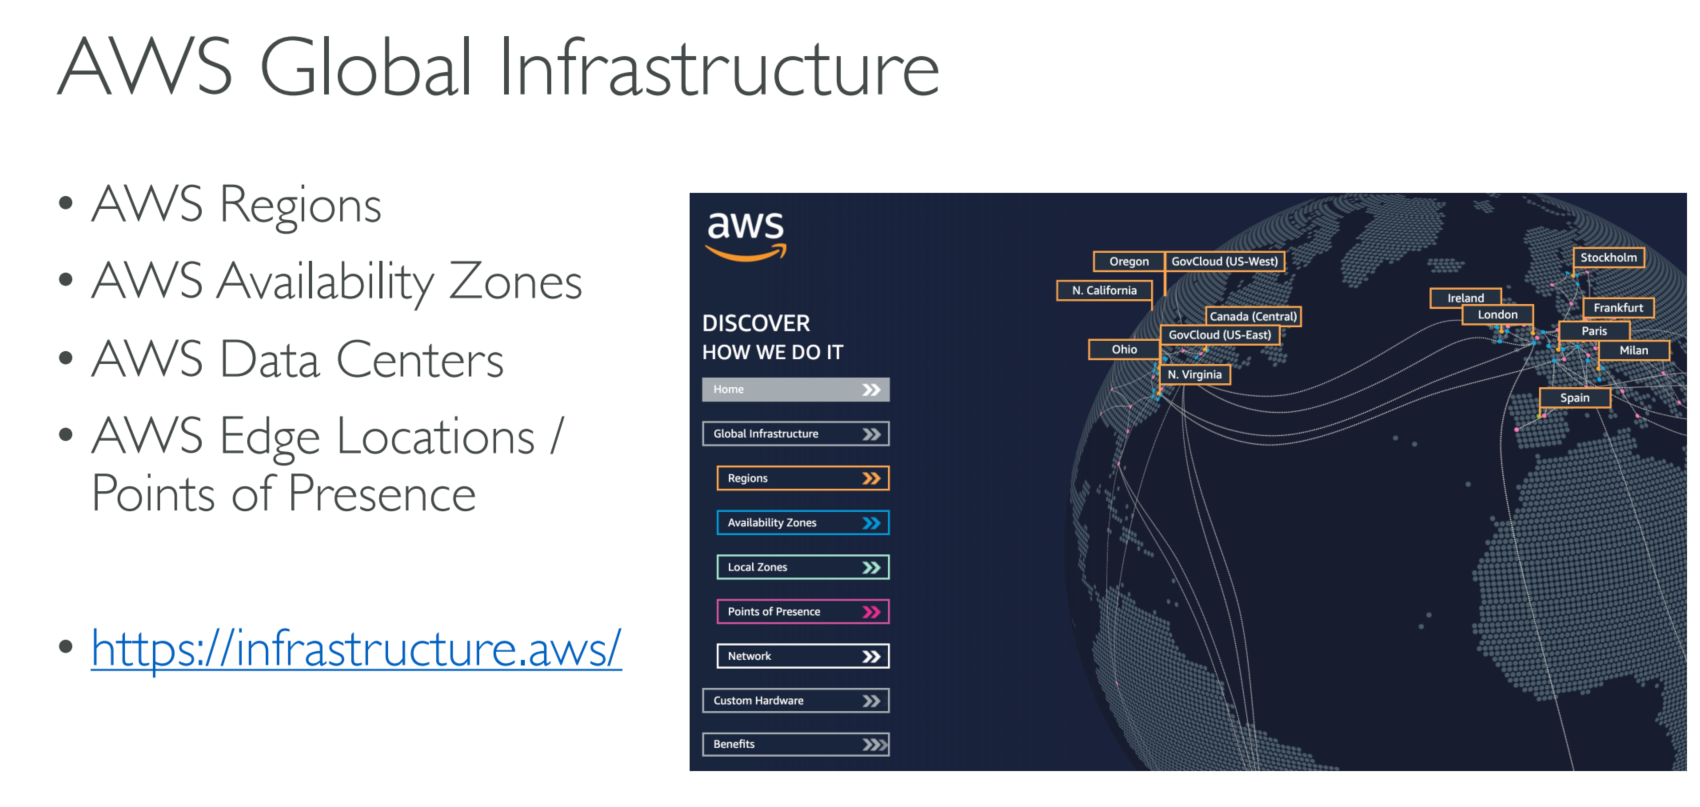 AWS Global Infrastructure
• AWS Regions
• AWS Availability Zones
• AWS Data Centers
• AWS Edge Locations /
Points of Presence
• https://infrastructure.aws/
aws
DISCOVER
HOW WE DO IT
Home
Global Infrastructure
Regions
Availability Zones
Local Zones
Points of Presence
Network
Custom Hardware
Benefits
Oregon
GovCloud (US-West)
N. California
Canada (Central)
GovCloud (US-East)
Ohio
N. Virginia
Stockholm
Ireland
London
Frankfurt
Paris
Milan
Spain